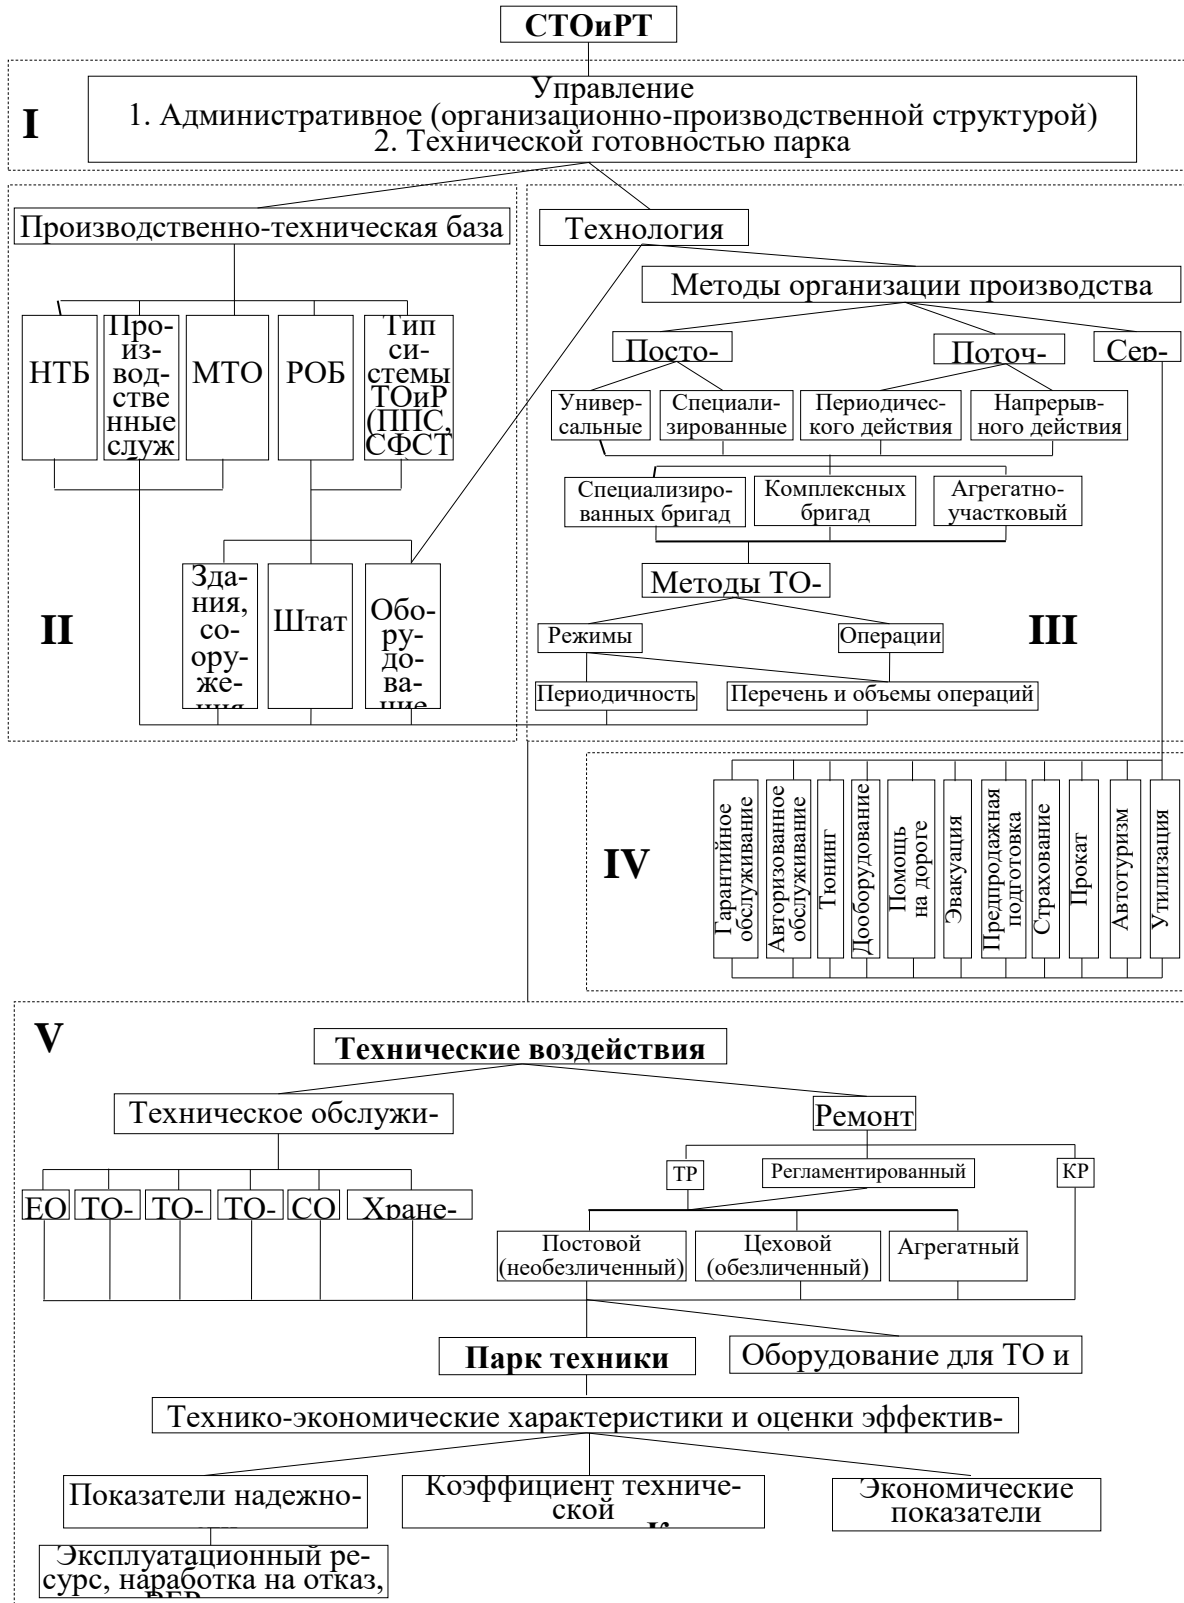 СТОиРТ
I
Управление
1. Административное (организационно-производственной структурой)
2. Технической готовностью парка
Производственно-техническая база
НТБ
Про-
из-
вод-
стве
нные
служ
МТО
РОБ
Тип
си-
стемы
ТОиР
(ППС,
СФСТ
Зда-
ния,
со-
ору-
же-
ния
Штат
Обо-
ру-
до-
ва-
ние
II
Технология
Методы организации производства
Посто-
Поточ-
Сер-
Универ-
сальные
Специали-
зированные
Периодичес-
кого действия
Напрерыв-
ного действия
Специализиро-
ванных бригад
Комплексных
бригад
Агрегатно-
участковый
Методы ТО-
Режимы
Операции
III
Периодичность
Перечень и объемы операций
IV
Гарантийное
обслуживание
Авторизованное
обслуживание
Тюнинг
Дооборудование
Помощь
на дороге
Эвакуация
Предпродажная
подготовка
Страхование
Прокат
Автотуризм
Утилизация
V
Технические воздействия
Техническое обслужи-
Ремонт
ТР
Регламентированный
КР
ЕО
ТО-
ТО-
ТО-
СО
Хране-
Постовой
(необезличенный)
Цеховой
(обезличенный)
Агрегатный
Парк техники
Оборудование для ТО и
Технико-экономические характеристики и оценки эффектив-
Показатели надежно-
Коэффициент техниче-
ской
Экономические
показатели
Эксплуатационный ре-
сурс, наработка на отказ,